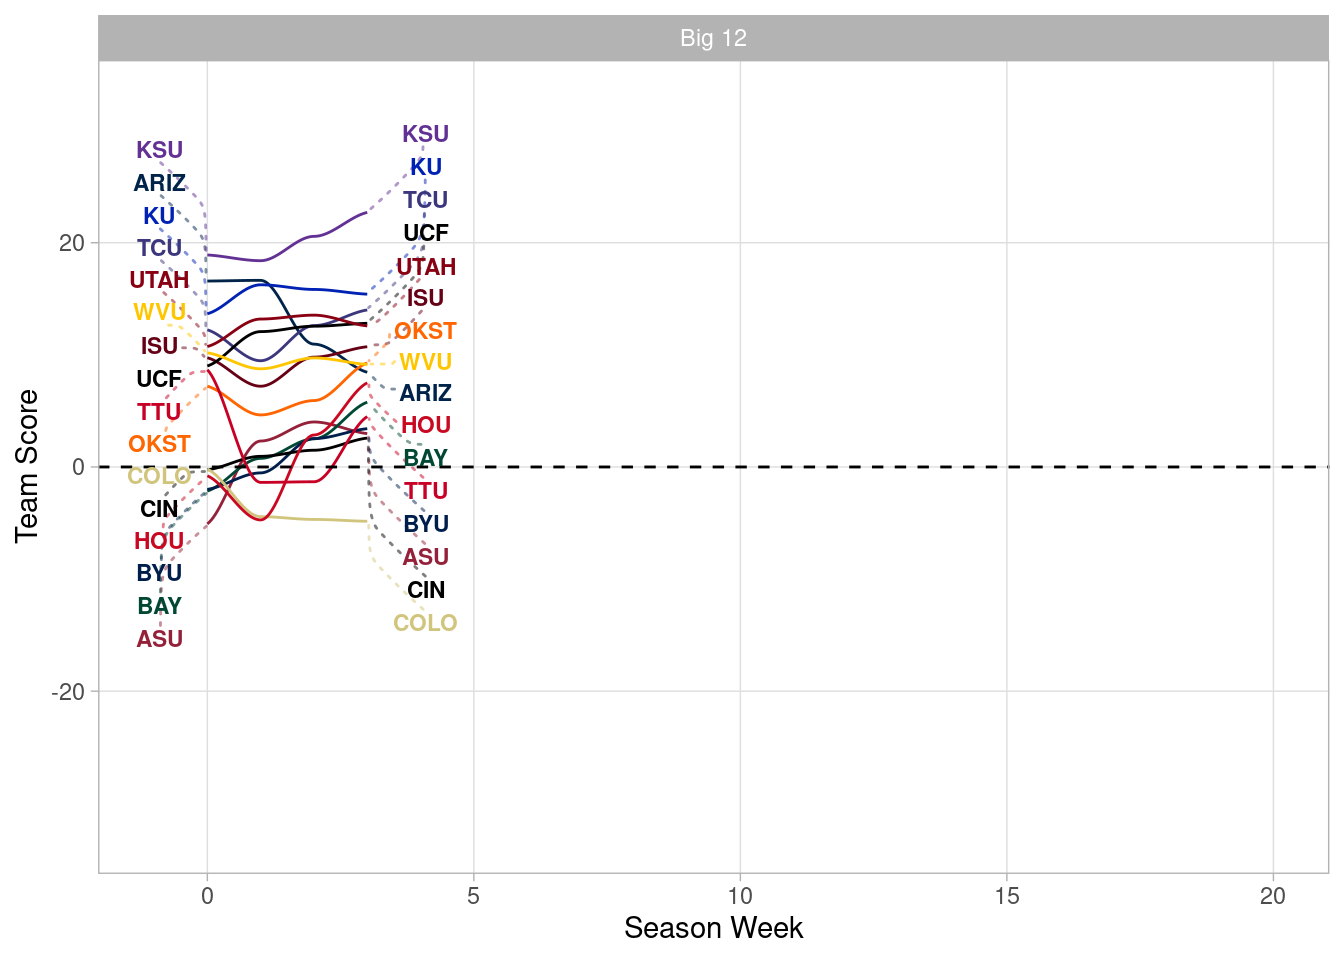 Big 12
Team Score
20
0
-20
KSU
ARIZ
KU
TCU
UTAH
WVU
ISU
UCF
TTU
OKST
COLO
CIN
HOU
BYU
BAY
ASU
KSU
KU
TCU
UCF
UTAH
ISU
OKST
WVU
ARIZ
HOU
BAY
TTU
BYU
ASU
CIN
COLO
0 5 10 15 20
Season Week